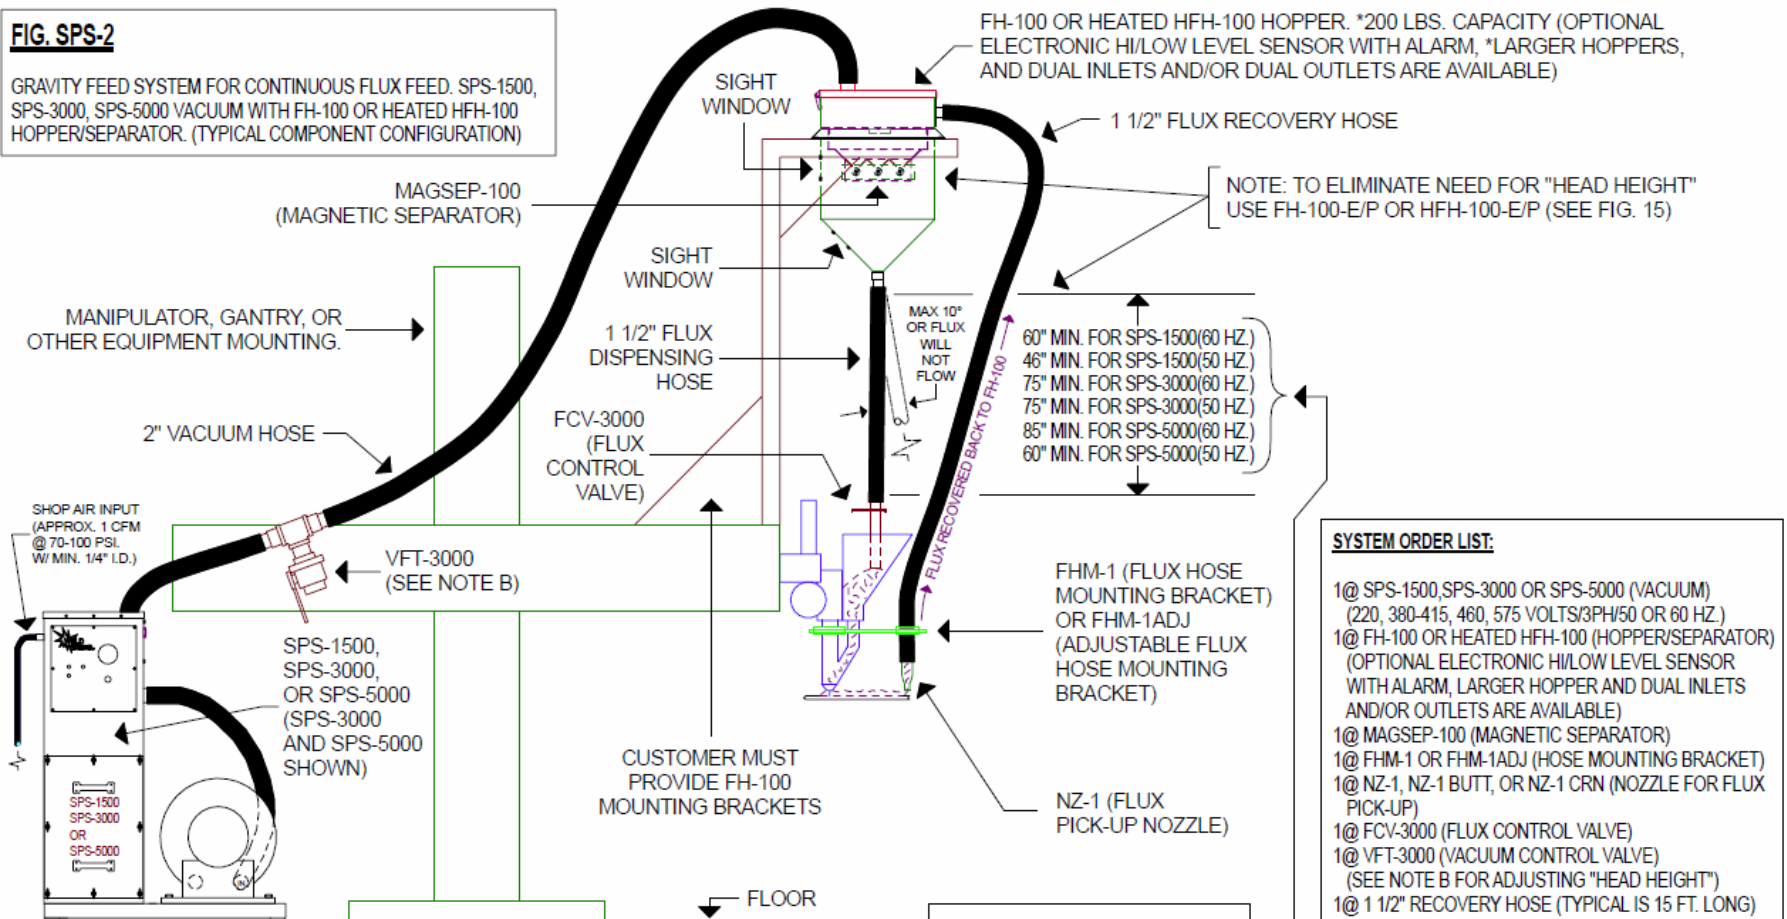 FIG. SPS-2
GRAVITY FEED SYSTEM FOR CONTINUOUS FLUX FEED. SPS-1500,
SPS-3000, SPS-5000 VACUUM WITH FH-100 OR HEATED HFH-100
HOPPER/SEPARATOR. (TYPICAL COMPONENT CONFIGURATION)
FH-100 OR HEATED HFH-100 HOPPER. *200 LBS. CAPACITY (OPTIONAL
ELECTRONIC HI/LOW LEVEL SENSOR WITH ALARM, *LARGER HOPPERS,
AND DUAL INLETS AND/OR DUAL OUTLETS ARE AVAILABLE)
SIGHT
WINDOW
1 1/2" FLUX RECOVERY HOSE
MAGSEP-100
(MAGNETIC SEPARATOR)
NOTE: TO ELIMINATE NEED FOR "HEAD HEIGHT"
USE FH-100-E/P OR HFH-100-E/P (SEE FIG. 15)
SIGHT
WINDOW
MANIPULATOR, GANTRY, OR
OTHER EQUIPMENT MOUNTING.
1 1/2" FLUX
DISPENSING
HOSE
MAX 10°
OR FLUX
WILL
NOT
FLOW
60" MIN. FOR SPS-1500(60 HZ.)
46" MIN. FOR SPS-1500(50 HZ.)
75" MIN. FOR SPS-3000(60 HZ.)
75" MIN. FOR SPS-3000(50 HZ.)
85" MIN. FOR SPS-5000(60 HZ.)
60" MIN. FOR SPS-5000(50 HZ.)
FLUX RECOVERED BACK TO FH-100
2" VACUUM HOSE
FCV-3000
(FLUX
CONTROL
VALVE)
SHOP AIR INPUT
(APPROX. 1 CFM
@ 70-100 PSI.
W/ MIN. 1/4" I.D.)
VFT-3000
(SEE NOTE B)
FHM-1 (FLUX HOSE
MOUNTING BRACKET)
OR FHM-1ADJ
(ADJUSTABLE FLUX
HOSE MOUNTING
BRACKET)
SPS-1500,
SPS-3000,
OR SPS-5000
(SPS-3000
AND SPS-5000
SHOWN)
CUSTOMER MUST
PROVIDE FH-100
MOUNTING BRACKETS
NZ-1 (FLUX
PICK-UP NOZZLE)
SPS-1500
SPS-3000
OR
SPS-5000
IN
FLOOR
SYSTEM ORDER LIST:
1@ SPS-1500,SPS-3000 OR SPS-5000 (VACUUM)
(220, 380-415, 460, 575 VOLTS/3PH/50 OR 60 HZ.)
1@ FH-100 OR HEATED HFH-100 (HOPPER/SEPARATOR)
(OPTIONAL ELECTRONIC HI/LOW LEVEL SENSOR
WITH ALARM, LARGER HOPPER AND DUAL INLETS
AND/OR OUTLETS ARE AVAILABLE)
1@ MAGSEP-100 (MAGNETIC SEPARATOR)
1@ FHM-1 OR FHM-1ADJ (HOSE MOUNTING BRACKET)
1@ NZ-1, NZ-1 BUTT, OR NZ-1 CRN (NOZZLE FOR FLUX
PICK-UP)
1@ FCV-3000 (FLUX CONTROL VALVE)
1@ VFT-3000 (VACUUM CONTROL VALVE)
(SEE NOTE B FOR ADJUSTING "HEAD HEIGHT")
1@ 1 1/2" RECOVERY HOSE (TYPICAL IS 15 FT. LONG)